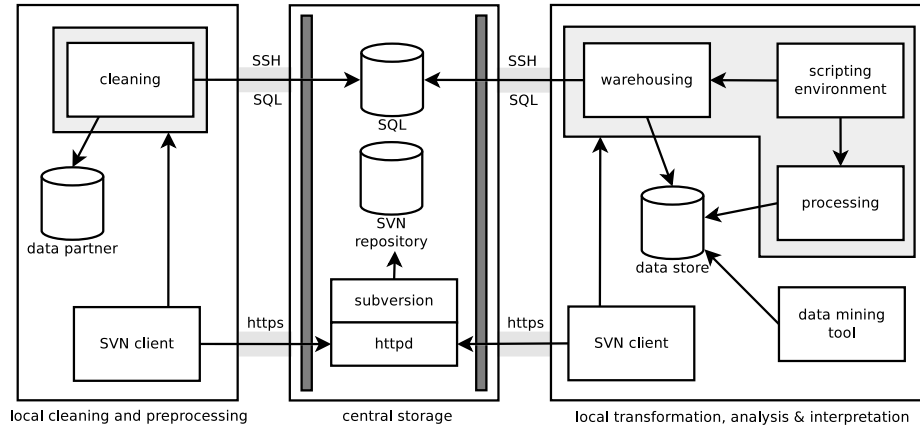 cleaning
data partner
SVN client
local cleaning and preprocessing
SSH
SQL
https
SQL
SVN
repository
subversion
httpd
central storage
SSH
SQL
https
warehousing
scripting
environment
processing
data store
SVN client
data mining
tool
local transformation, analysis & interpretation